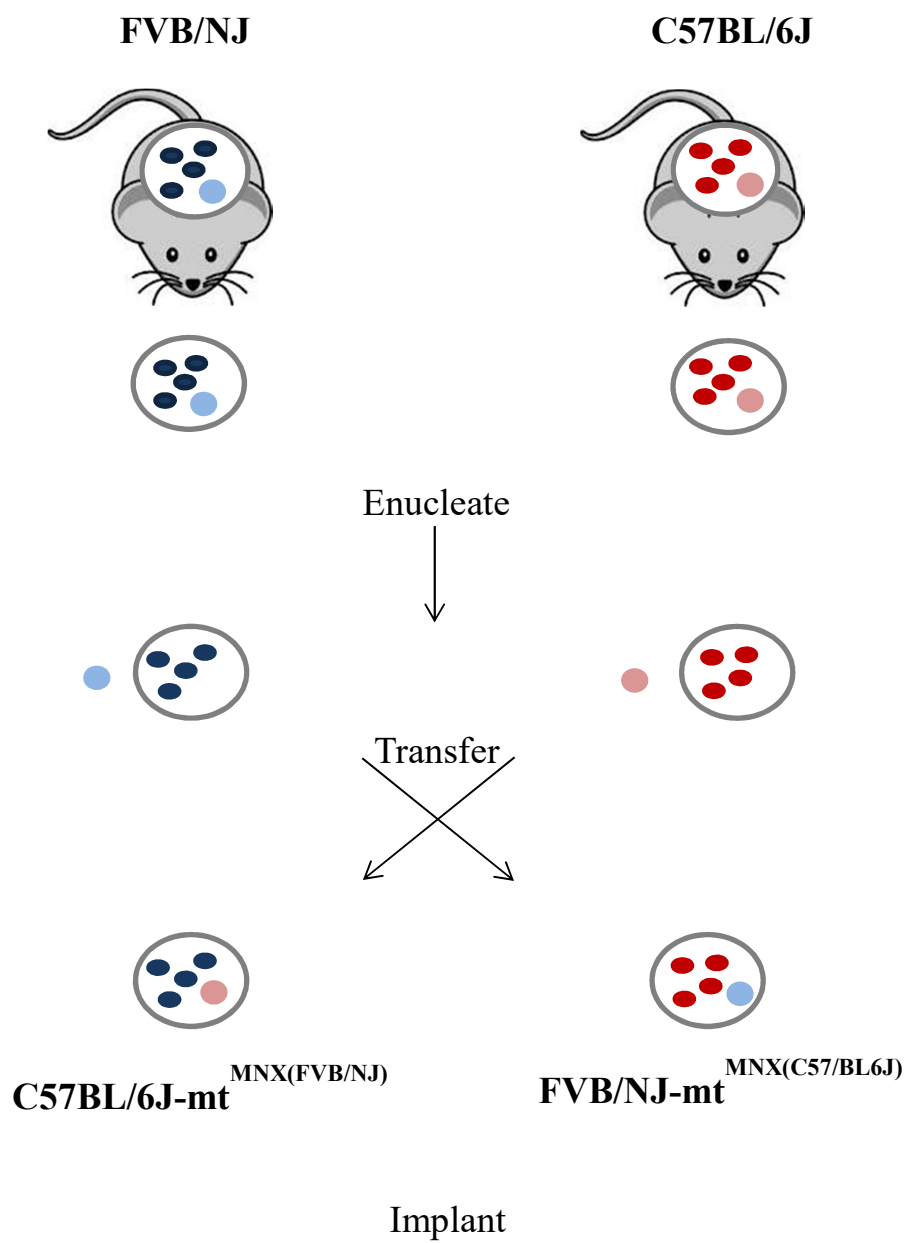 FVB/NJ
C57BL/6J
Enucleate
Transfer
C57BL/6J-mtMNX(FVB/NJ)
FVB/NJ-mtMNX(C57/BL6J)
Implant